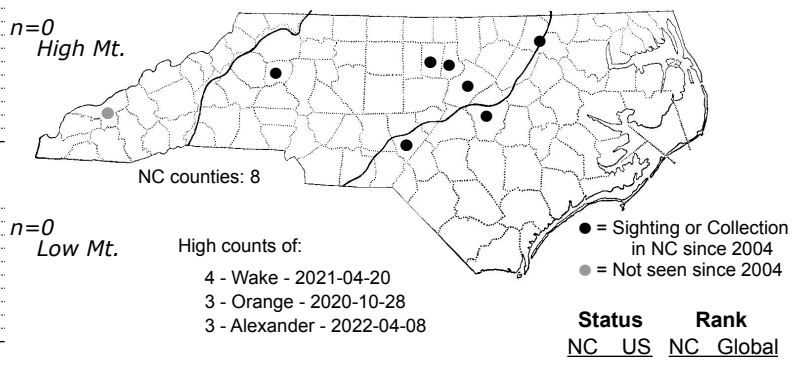 n=0
High Mt.
NC counties: 8
n=0
Low Mt.
High counts of:
4 - Wake - 2021-04-20
3 - Orange - 2020-10-28
3 - Alexander - 2022-04-08
● = Sighting or Collection
in NC since 2004
● = Not seen since 2004
Status Rank
NC US NC Global